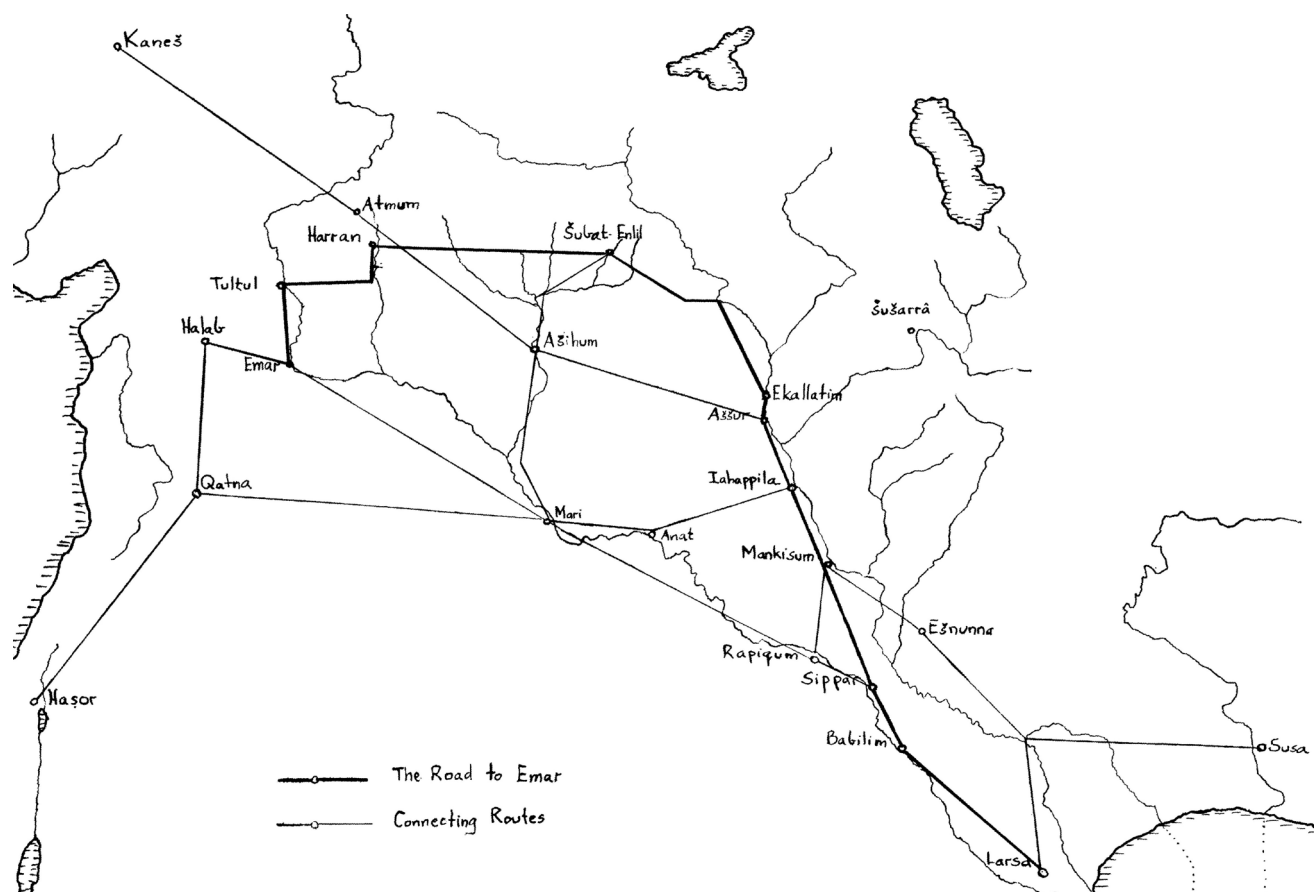 Kaneš
Atmum
Harran
Šubat-Enlil
Tultul
Šušarrâ
Halab
Ašihum
Emar
Ekallatim
Aššur
Qatna
Iahappila
Mari
Anat
Mankisum
Ešnunna
Rapiqum
Sippar
Haṣor
Babilim
Susa
The Road to Emar
Connecting Routes
Larsa